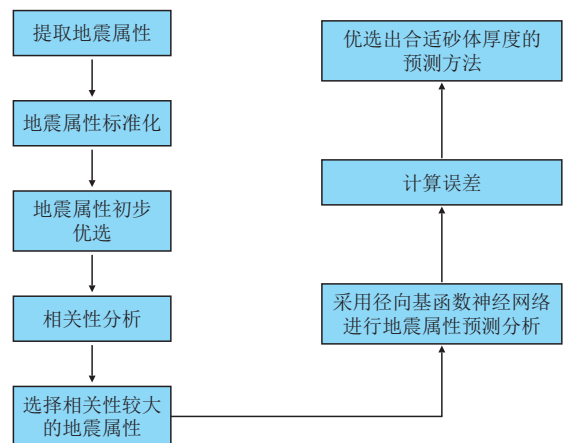 提取地震属性
地震属性标准化
地震属性初步
优选
相关性分析
选择相关性较大
的地震属性
采用径向基函数神经网络
进行地震属性预测分析
计算误差
优选出合适砂体厚度的
预测方法